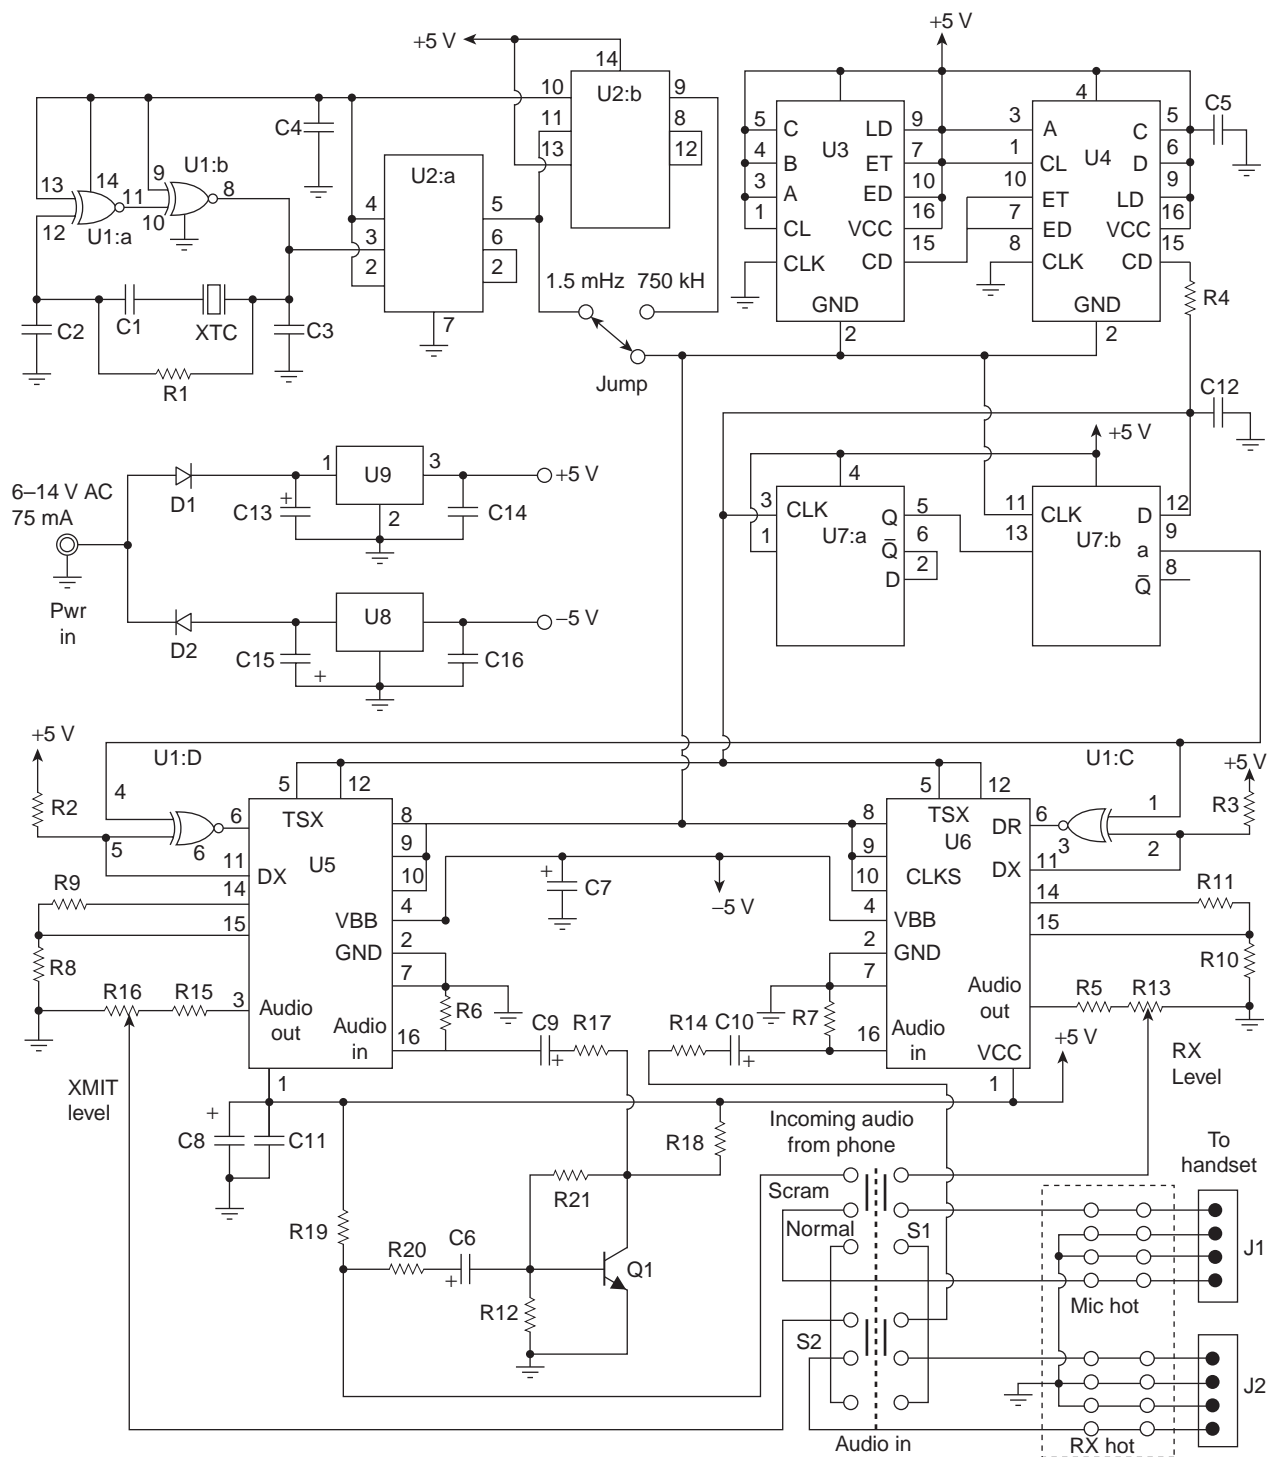 +5 V
14
10
U2:b
9
11
8
13
12
C4
U1:b
9
8
13
14
11
10
12
U1:a
U2:a
4
5
3
6
2
2
7
C2
C1
XTC
C3
R1
1.5 mHz 750 kH
Jump
+5 V
4
5 C LD 9
U3
4 B ET 7
3 A ED 10
1 CL VCC 16
CLK CD 15
GND
2
3 A C 5
U4
1 CL D 6
10 ET LD 9
7 ED VCC 16
8 CLK CD 15
GND
2
C5
R4
C12
+5 V
4
3 CLK Q 5
U7:a
1 Q̅ 6
D 2
11 CLK D 12
13 U7:b a 9
Q̅ 8
6–14 V AC
75 mA
Pwr
in
D1
1 U9 3
2
+
C13
C14
+5 V
D2
U8
C15
+
C16
−5 V
+5 V
U1:D
R2
4
5
6
6
5 12
TSX
U5
8
9
10
11
DX
14
15
VBB 4
GND 2
7
3
Audio
out
Audio
in
16
1
R9
R8
R16 R15
XMIT
level
+
C7
−5 V
R6
C9
+
R17
U1:C
+5 V
R3
1
2
3
6
5 12
TSX
DR
U6
8
9
10
CLKS
DX
11
14
15
4 VBB
2 GND
7
Audio
out
16 Audio
in
VCC
1
R11
R10
R5 R13
RX
Level
R7
R14 C10
+
+5 V
+
C8
C11
R18
R21
R19
R20
C6
+
R12
Q1
Incoming audio
from phone
Scram
Normal
S1
S2
Audio in
To
handset
J1
Mic hot
J2
RX hot